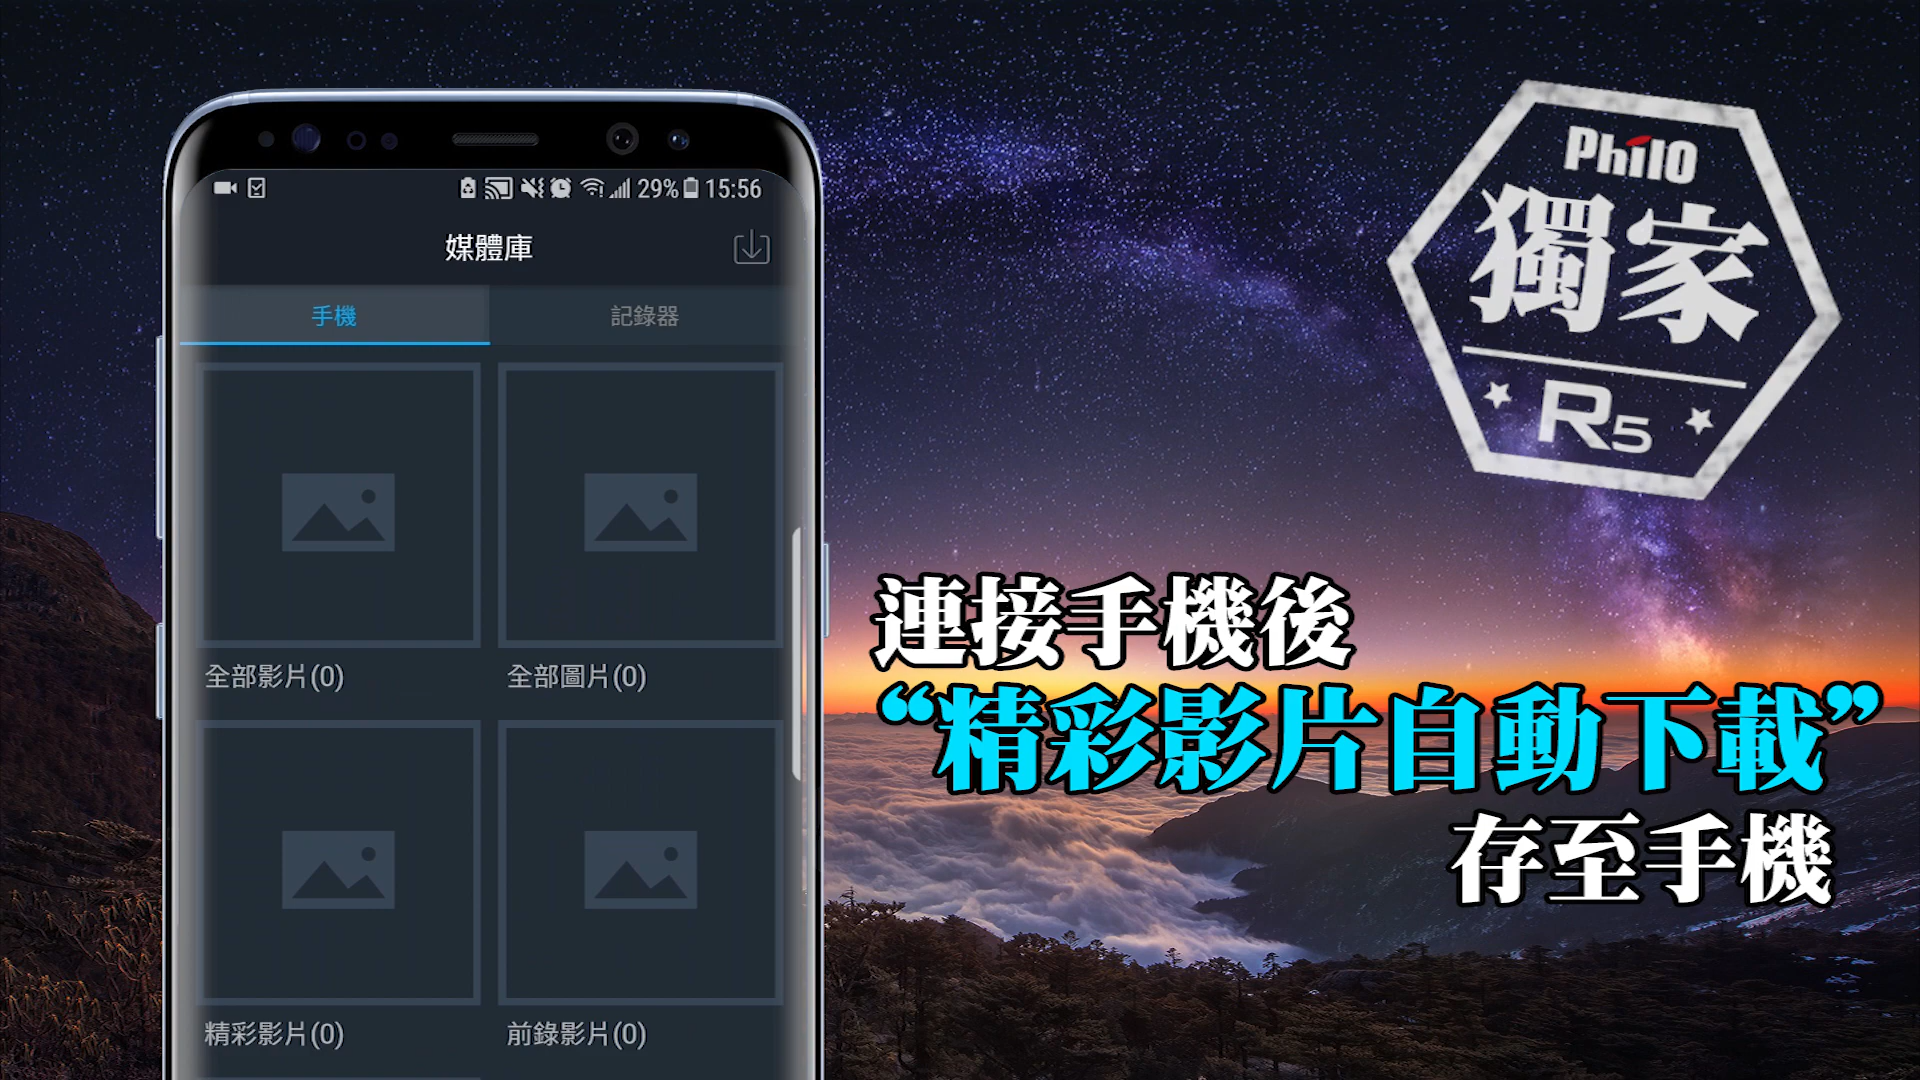 29% 15:56
媒體庫
手機
記錄器
全部影片(0)
全部圖片(0)
精彩影片(0)
前錄影片(0)
Philo
獨家
R5
連接手機後
“精彩影片自動下載”
存至手機